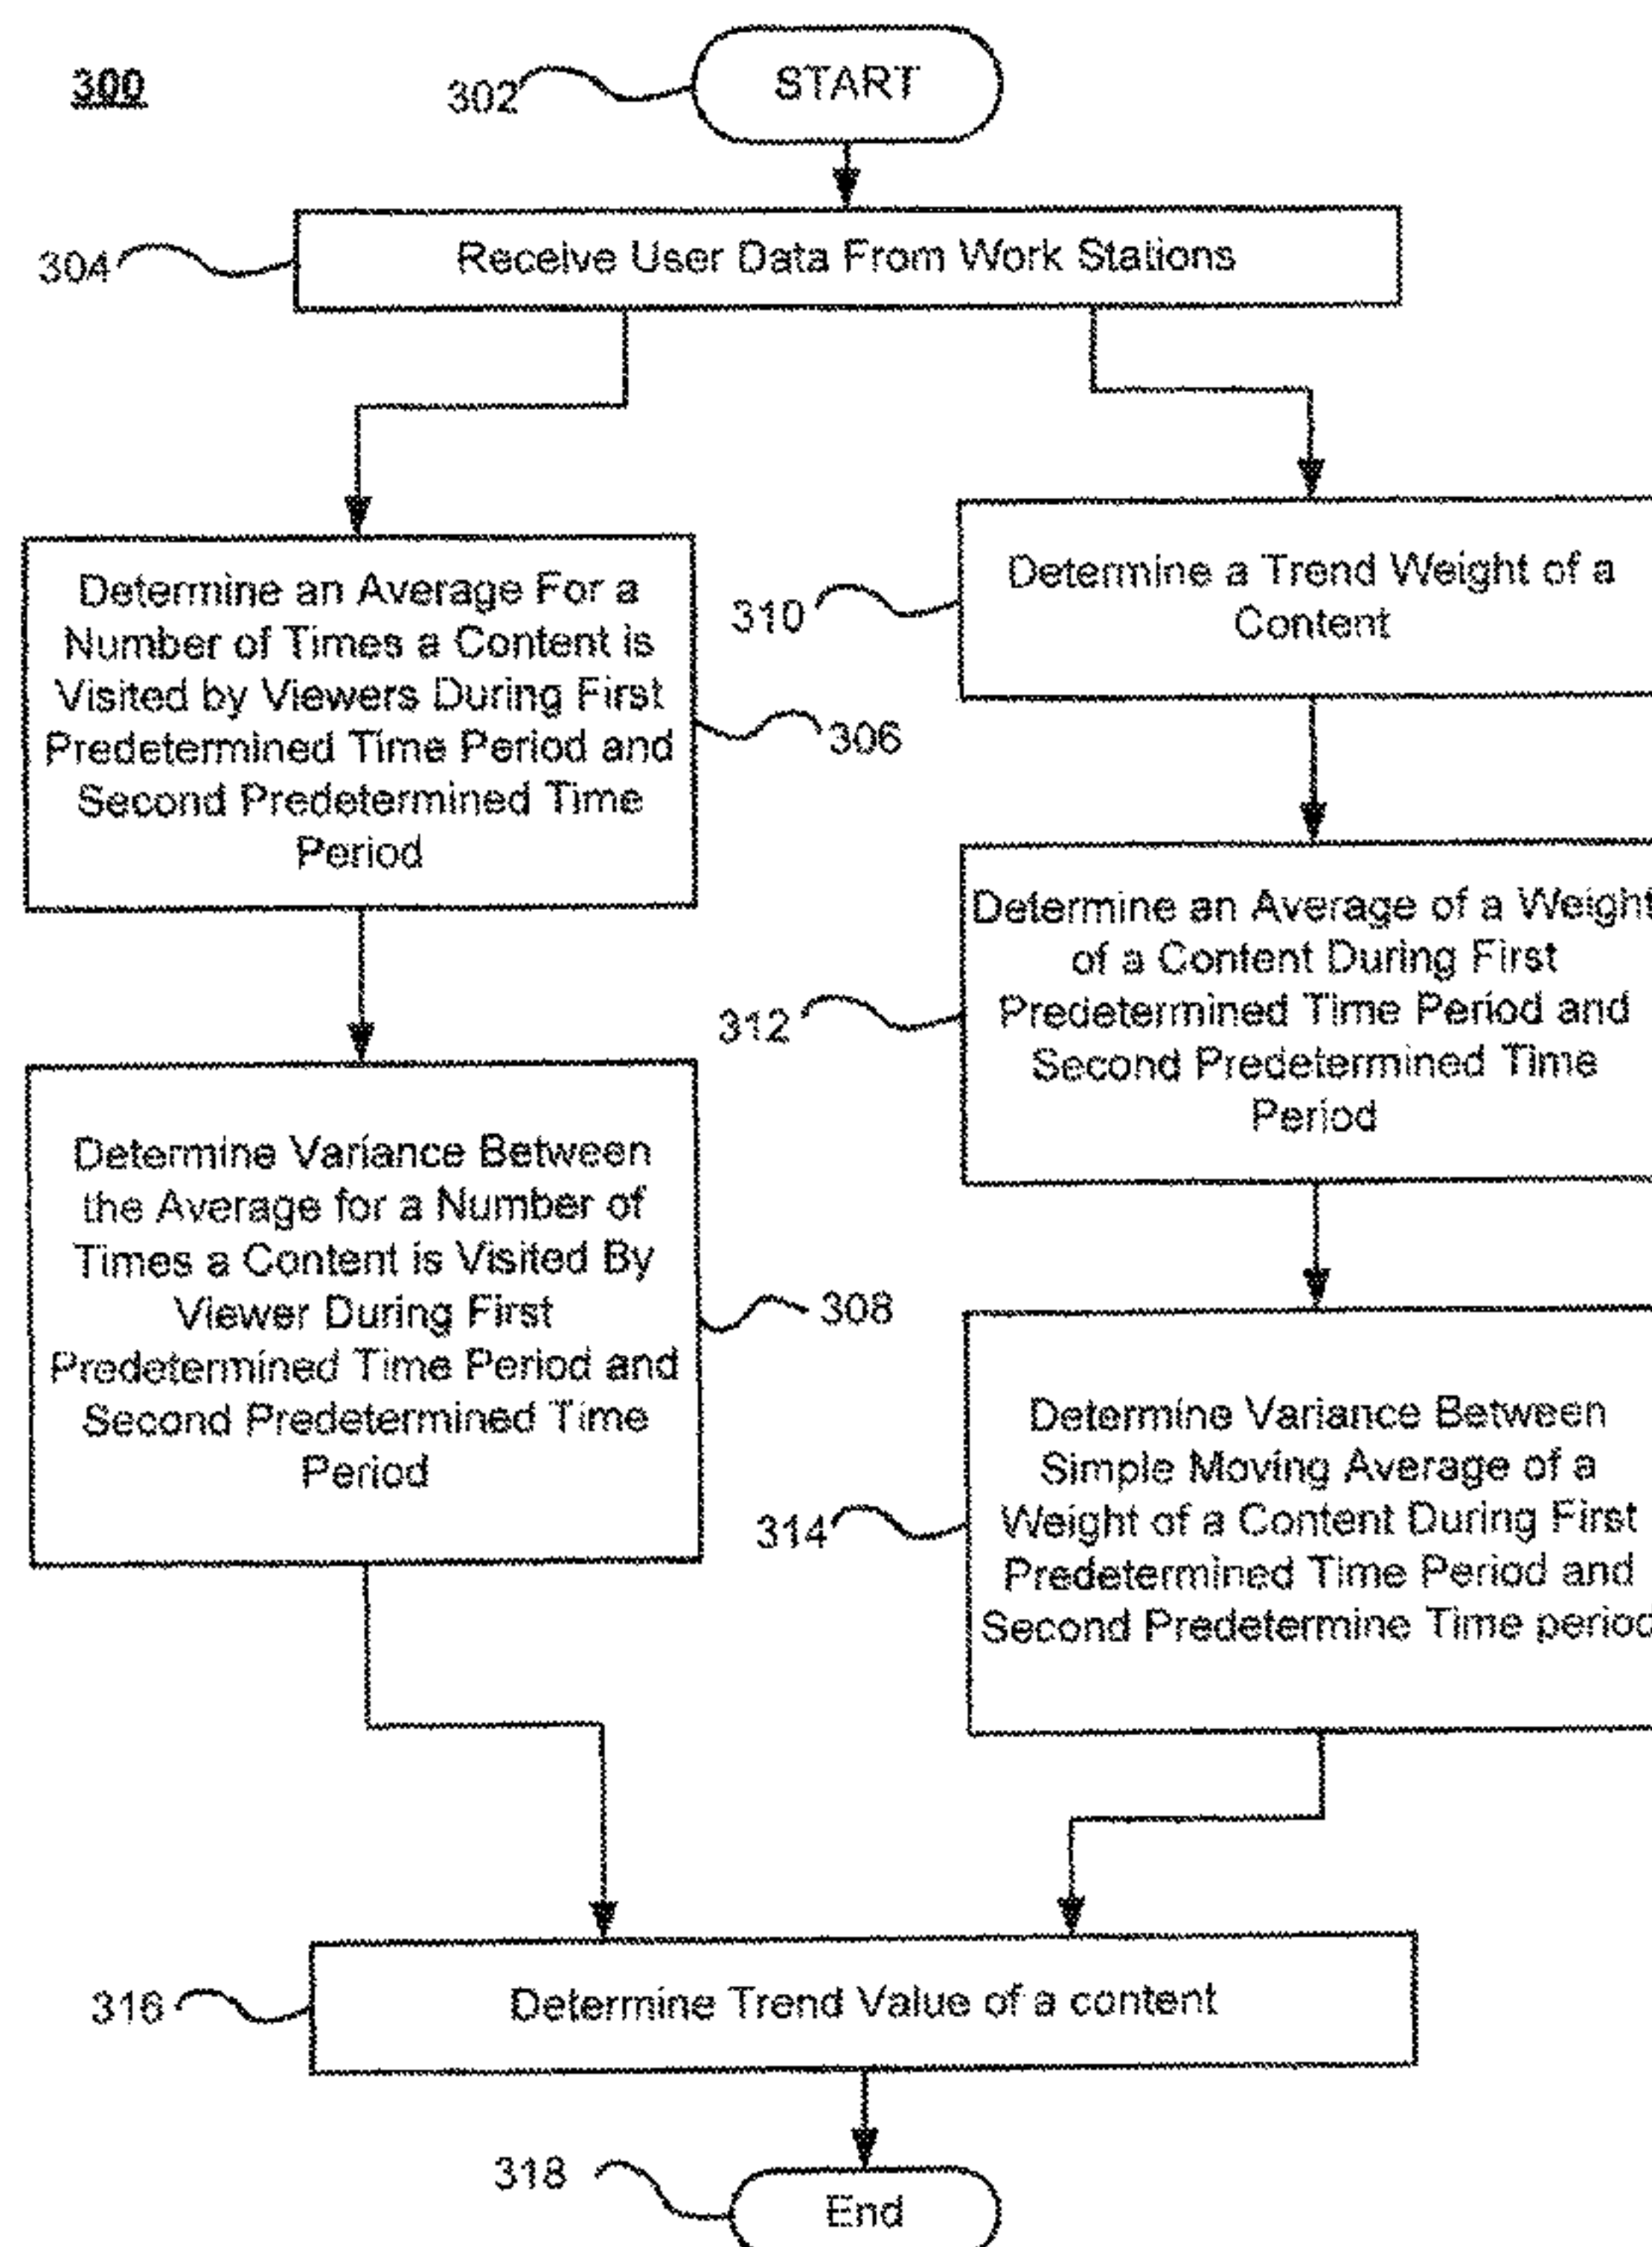 300
302
START
304
Receive User Data From Work Stations
Determine an Average For a
Number of Times a Content is
Visited by Viewers During First
Predetermined Time Period and
Second Predetermined Time
Period
306
310
Determine a Trend Weight of a
Content
312
Determine an Average of a Weight
of a Content During First
Predetermined Time Period and
Second Predetermined Time
Period
Determine Variance Between
the Average for a Number of
Times a Content is Visited By
Viewer During First
Predetermined Time Period and
Second Predetermined Time
Period
308
314
Determine Variance Between
Simple Moving Average of a
Weight of a Content During First
Predetermined Time Period and
Second Predetermine Time period
316
Determine Trend Value of a content
318
End